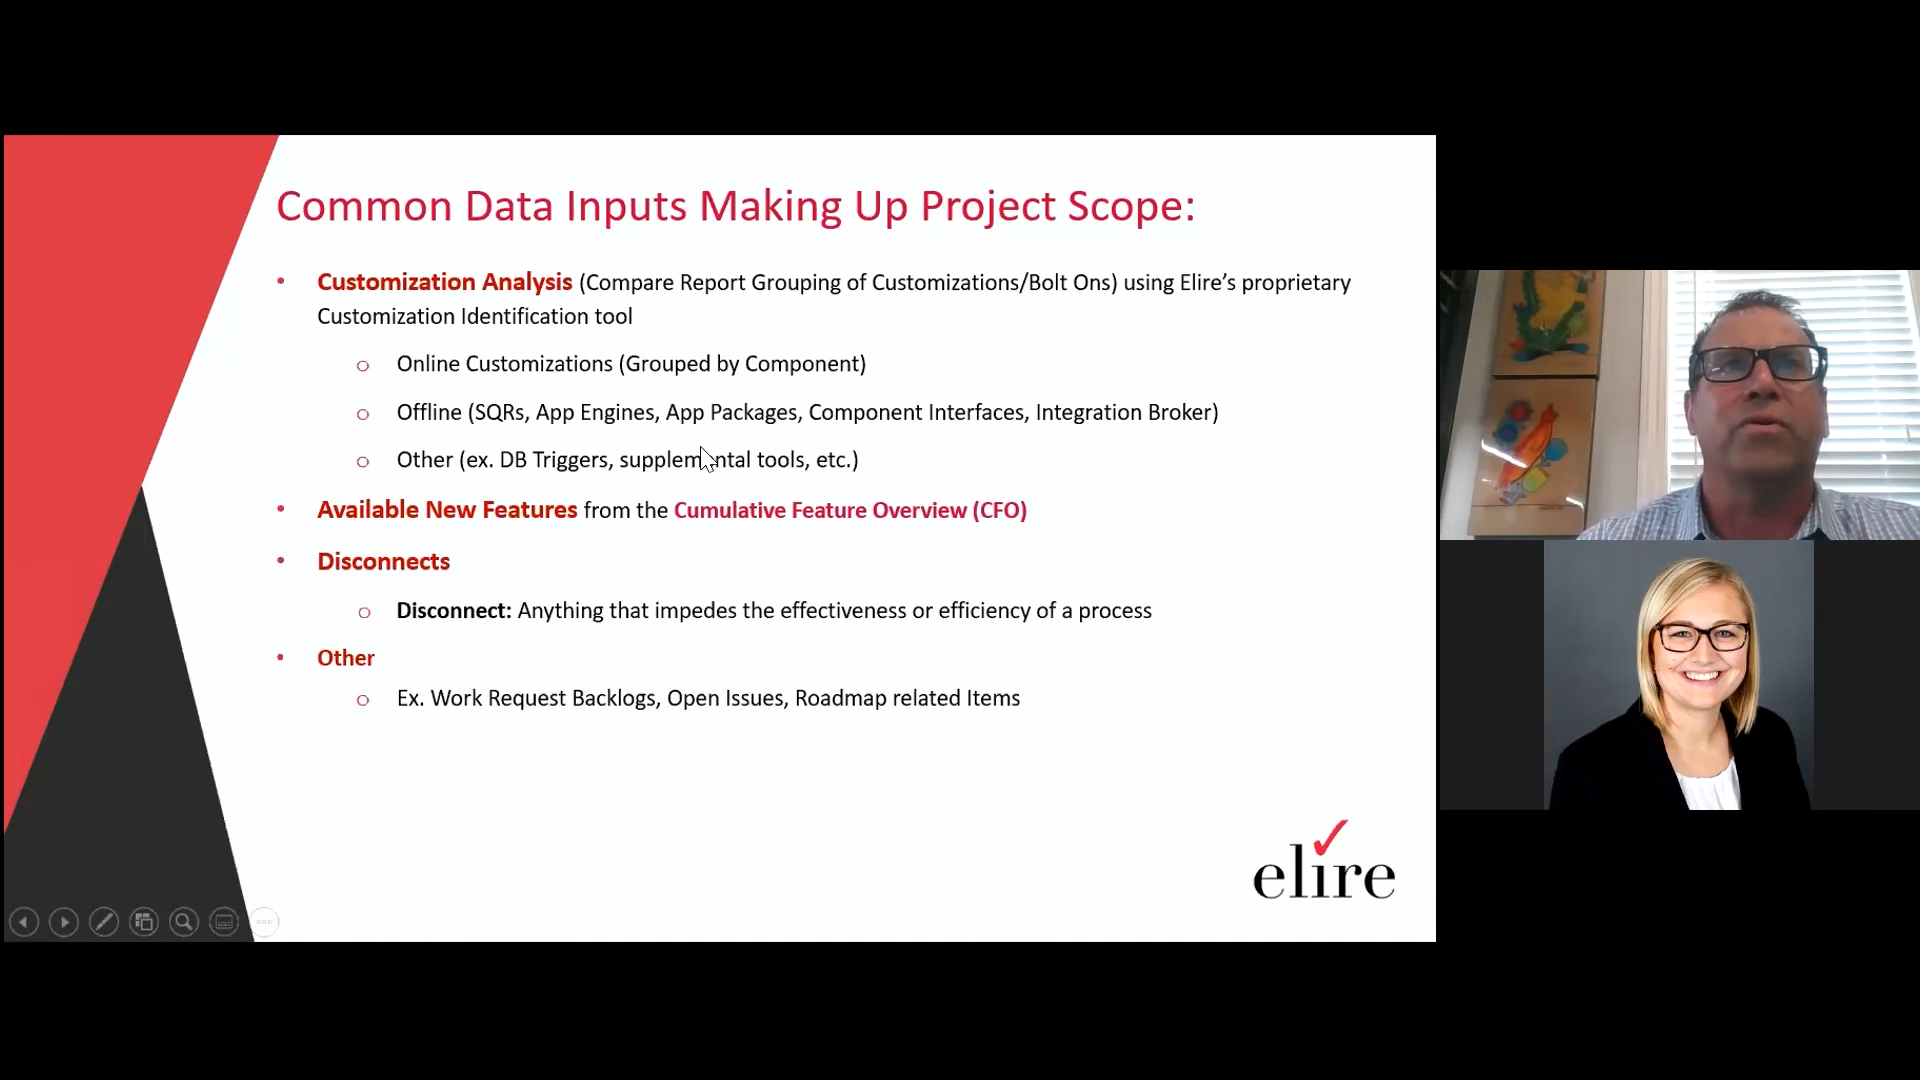 Common Data Inputs Making Up Project Scope:
• Customization Analysis (Compare Report Grouping of Customizations/Bolt Ons) using Elire’s proprietary
Customization Identification tool
o Online Customizations (Grouped by Component)
o Offline (SQRs, App Engines, App Packages, Component Interfaces, Integration Broker)
o Other (ex. DB Triggers, supplemental tools, etc.)
• Available New Features from the Cumulative Feature Overview (CFO)
• Disconnects
o Disconnect: Anything that impedes the effectiveness or efficiency of a process
• Other
o Ex. Work Request Backlogs, Open Issues, Roadmap related Items
elire